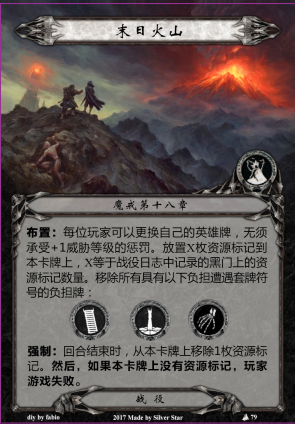 末日火山
魔戒第十八章
布置：每位玩家可以更换自己的英雄牌，无须
承受+1威胁等级的惩罚。放置X枚资源标记到
本卡牌上，X等于战役日志中记录的黑门上的资
源标记数量。移除所有具有以下负担遭遇套牌符
号的负担牌：
强制：回合结束时，从本卡牌上移除1枚资源标
记。然后，如果本卡牌上没有资源标记，玩家
游戏失败。
战役
diy by fabio
2017 Made by Silver Star
79